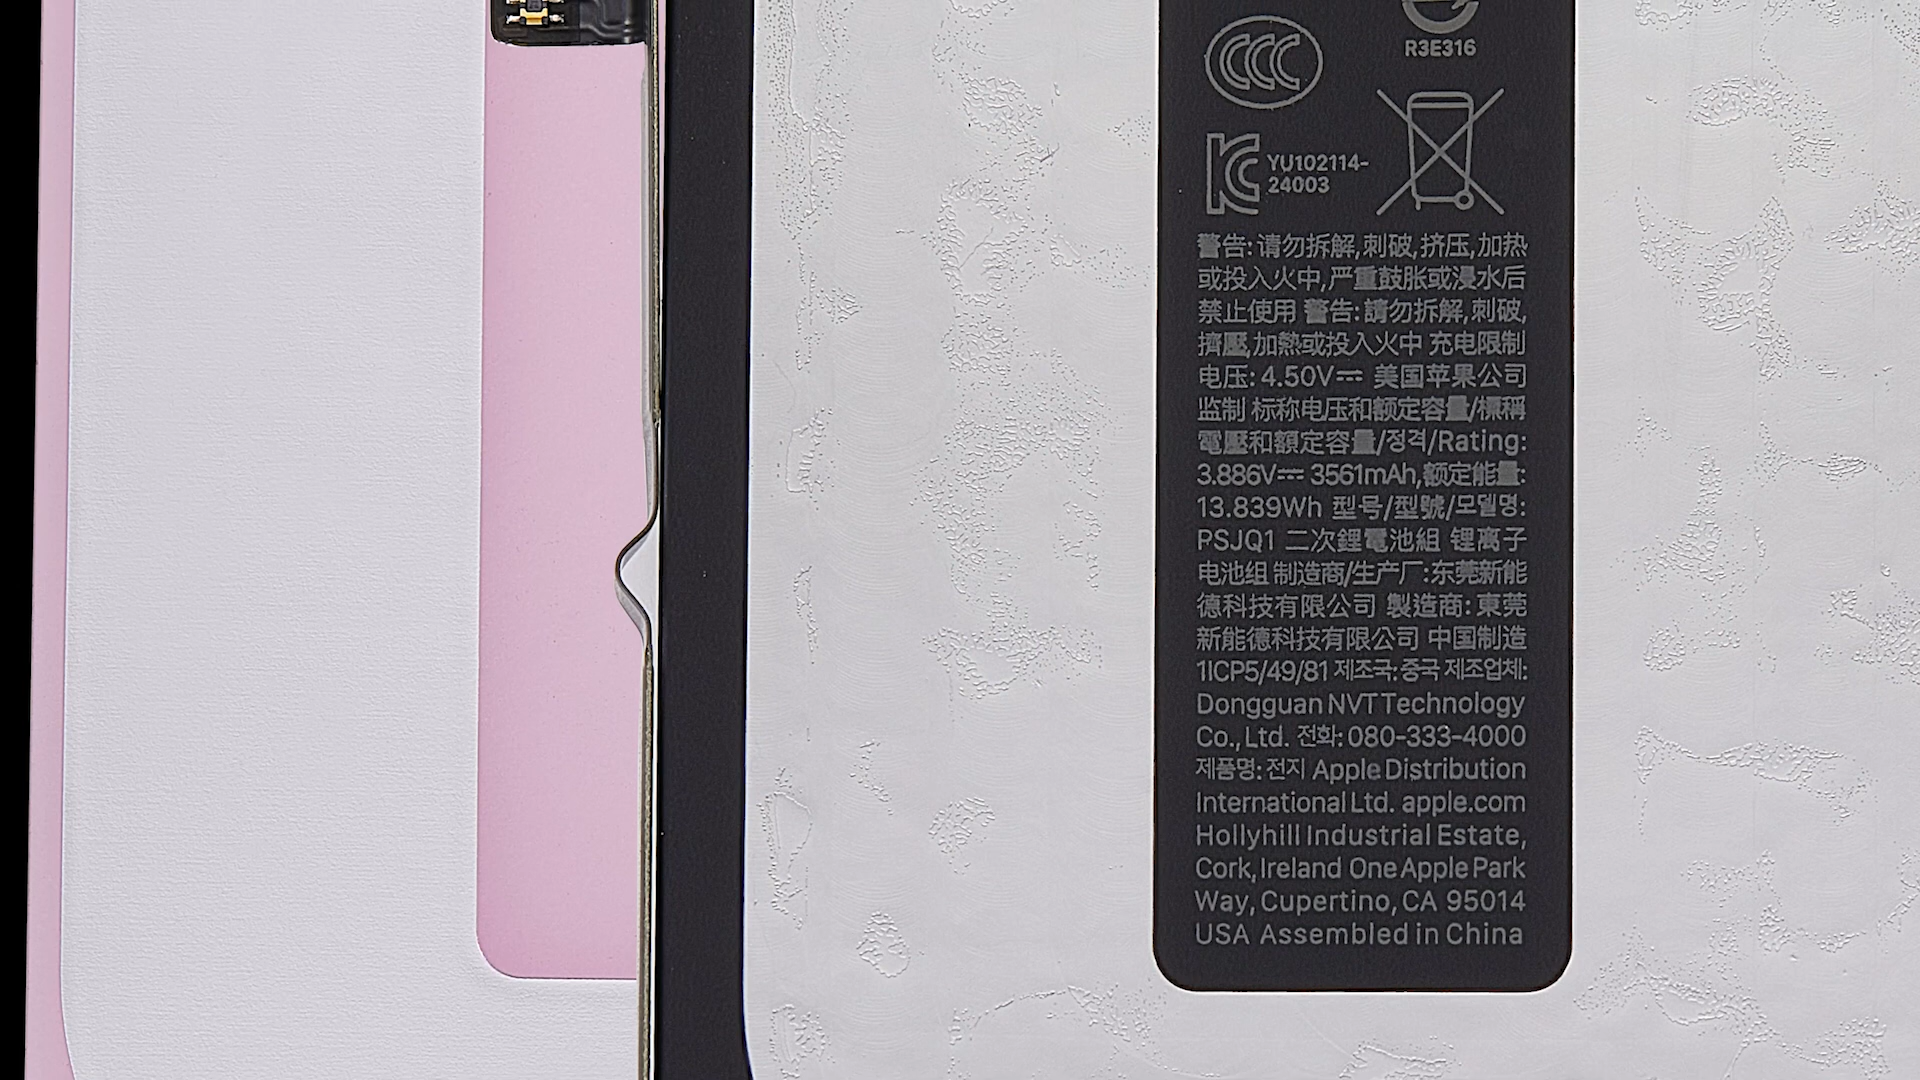 R3E316
CCC
KC YU102114-
24003
警告: 请勿拆解,刺破,挤压,加热
或投入火中,严重鼓胀或浸水后
禁止使用 警告: 請勿拆解,刺破,
擠壓,加熱或投入火中 充电限制
电压: 4.50V⎓ 美国苹果公司
监制 标称电压和额定容量/標稱
電壓和額定容量/정격/Rating:
3.886V⎓ 3561mAh,额定能量:
13.839Wh 型号/型號/모델명:
PSJQ1 二次鋰電池組 锂离子
电池组 制造商/生产厂:东莞新能
德科技有限公司 製造商: 東莞
新能德科技有限公司 中国制造
1ICP5/49/81 제조국: 중국 제조업체:
Dongguan NVT Technology
Co., Ltd. 전화: 080-333-4000
제품명: 전지 Apple Distribution
International Ltd. apple.com
Hollyhill Industrial Estate,
Cork, Ireland One Apple Park
Way, Cupertino, CA 95014
USA Assembled in China